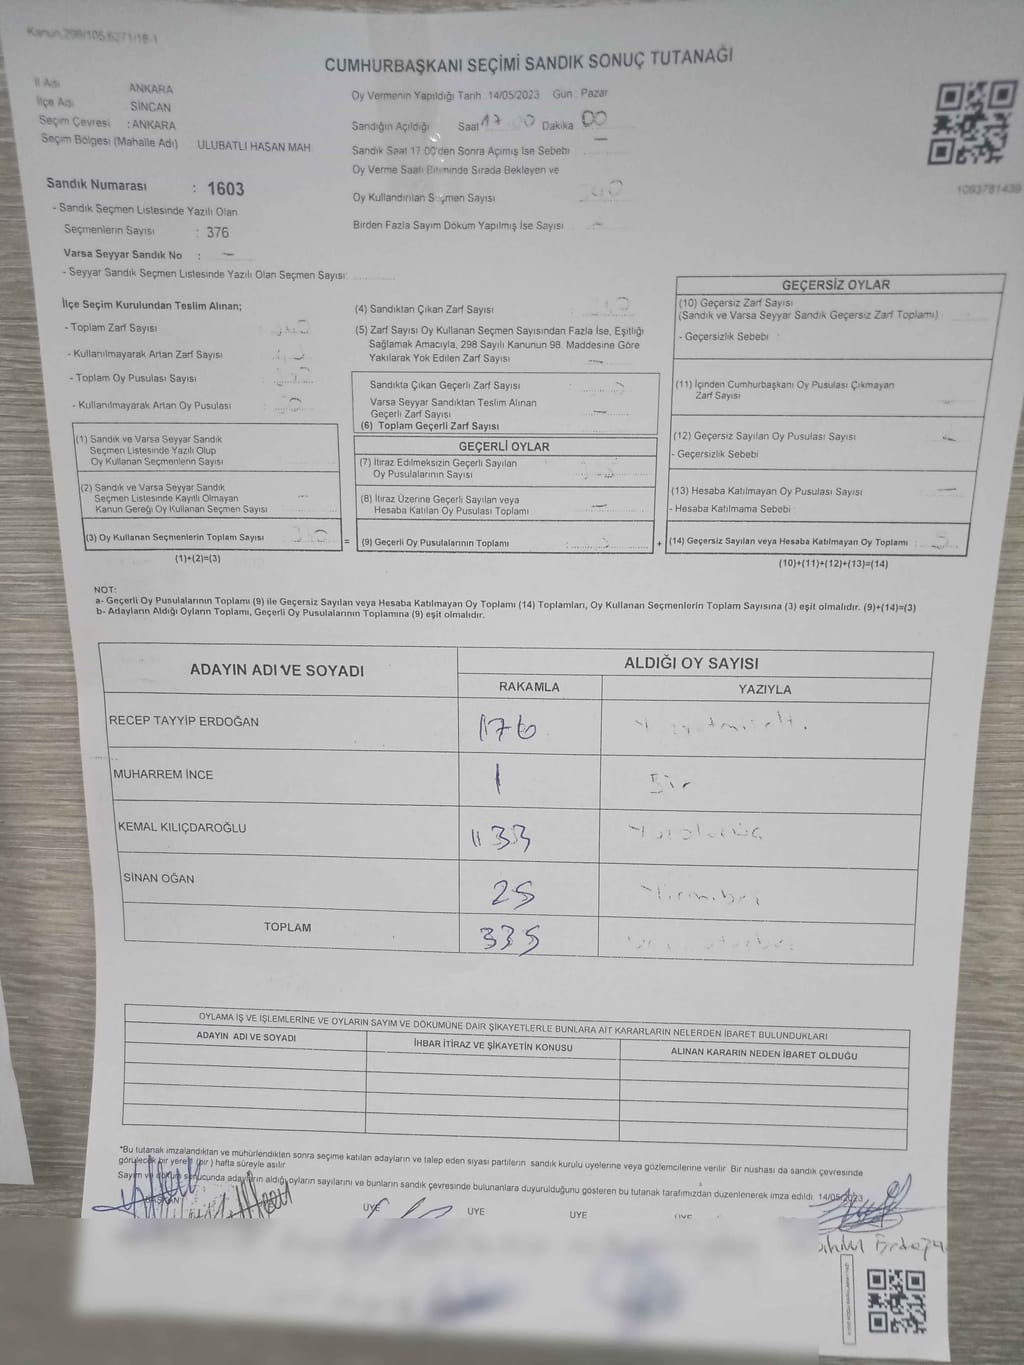 Kanun,298/105,6271/18-1
CUMHURBAŞKANI SEÇİMİ SANDIK SONUÇ TUTANAĞI
İl Adı ANKARA
İlçe Adı SİNCAN
Seçim Çevresi : ANKARA
Seçim Bölgesi (Mahalle Adı) ULUBATLI HASAN MAH
Sandık Numarası : 1603
- Sandık Seçmen Listesinde Yazılı Olan
Seçmenlerin Sayısı : 376
Varsa Seyyar Sandık No : —
- Seyyar Sandık Seçmen Listesinde Yazılı Olan Seçmen Sayısı:
Oy Vermenin Yapıldığı Tarih :14/05/2023 Gün : Pazar
Sandığın Açıldığı Saat 17 00 Dakika 00
Sandık Saat 17 00'den Sonra Açımış İse Sebebi
Oy Verme Saati Bitiminde Sırada Bekleyen ve
Oy Kullandırılan Seçmen Sayısı
Birden Fazla Sayım Döküm Yapılmış İse Sayısı —
1093781439
İlçe Seçim Kurulundan Teslim Alınan;
- Toplam Zarf Sayısı
- Kullanılmayarak Artan Zarf Sayısı
- Toplam Oy Pusulası Sayısı
- Kullanılmayarak Artan Oy Pusulası
(1) Sandık ve Varsa Seyyar Sandık
Seçmen Listesinde Yazılı Olup
Oy Kullanan Seçmenlerin Sayısı
(2) Sandık ve Varsa Seyyar Sandık
Seçmen Listesinde Kayıtlı Olmayan
Kanun Gereği Oy Kullanan Seçmen Sayısı
(3) Oy Kullanan Seçmenlerin Toplam Sayısı =
(1)+(2)=(3)
(4) Sandıktan Çıkan Zarf Sayısı
(5) Zarf Sayısı Oy Kullanan Seçmen Sayısından Fazla İse, Eşitliği
Sağlamak Amacıyla, 298 Sayılı Kanunun 98. Maddesine Göre
Yakılarak Yok Edilen Zarf Sayısı —
Sandıkta Çıkan Geçerli Zarf Sayısı
Varsa Seyyar Sandıktan Teslim Alınan
Geçerli Zarf Sayısı —
(6) Toplam Geçerli Zarf Sayısı
GEÇERLİ OYLAR
(7) İtiraz Edilmeksizin Geçerli Sayılan
Oy Pusulalarının Sayısı
(8) İtiraz Üzerine Geçerli Sayılan veya
Hesaba Katılan Oy Pusulası Toplamı —
(9) Geçerli Oy Pusulalarının Toplamı : +
GEÇERSİZ OYLAR
(10) Geçersiz Zarf Sayısı
(Sandık ve Varsa Seyyar Sandık Geçersiz Zarf Toplamı)
- Geçersizlik Sebebi
(11) İçinden Cumhurbaşkanı Oy Pusulası Çıkmayan
Zarf Sayısı
(12) Geçersiz Sayılan Oy Pusulası Sayısı
- Geçersizlik Sebebi
(13) Hesaba Katılmayan Oy Pusulası Sayısı —
- Hesaba Katılmama Sebebi
(14) Geçersiz Sayılan veya Hesaba Katılmayan Oy Toplamı :
(10)+(11)+(12)+(13)=(14)
NOT:
a- Geçerli Oy Pusulalarının Toplamı (9) ile Geçersiz Sayılan veya Hesaba Katılmayan Oy Toplamı (14) Toplamları, Oy Kullanan Seçmenlerin Toplam Sayısına (3) eşit olmalıdır. (9)+(14)=(3)
b- Adayların Aldığı Oyların Toplamı, Geçerli Oy Pusulalarının Toplamına (9) eşit olmalıdır.
ADAYIN ADI VE SOYADI ALDIĞI OY SAYISI
RAKAMLA YAZIYLA
RECEP TAYYİP ERDOĞAN 176
MUHARREM İNCE 1 Bir
KEMAL KILIÇDAROĞLU 133
SİNAN OĞAN 25
TOPLAM 335
OYLAMA İŞ VE İŞLEMLERİNE VE OYLARIN SAYIM VE DÖKÜMÜNE DAİR ŞİKAYETLERLE BUNLARA AİT KARARLARIN NELERDEN İBARET BULUNDUKLARI
ADAYIN ADI VE SOYADI İHBAR İTİRAZ VE ŞİKAYETİN KONUSU ALINAN KARARIN NEDEN İBARET OLDUĞU
*Bu tutanak imzalandıktan ve mühürlendikten sonra seçime katılan adayların ve talep eden siyasi partilerin sandık kurulu üyelerine veya gözlemcilerine verilir Bir nüshası da sandık çevresinde
görülecek bir yere 1 (bir) hafta süreyle asılır
Sayım ve döküm sonucunda adayların aldığı oyların sayılarını ve bunların sandık çevresinde bulunanlara duyurulduğunu gösteren bu tutanak tarafımızdan düzenlenerek imza edildi. 14/05/2023
ÜYE ÜYE ÜYE ÜYE